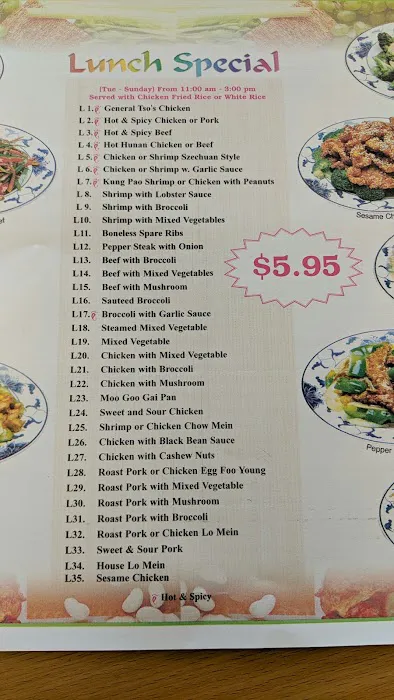 Lunch Special
(Tue - Sunday) From 11:00 am - 3:00 pm
Served with Chicken Fried Rice or White Rice
L 1. General Tso's Chicken
L 2. Hot & Spicy Chicken or Pork
L 3. Hot & Spicy Beef
L 4. Hot Hunan Chicken or Beef
L 5. Chicken or Shrimp Szechuan Style
L 6. Chicken or Shrimp w. Garlic Sauce
L 7. Kung Pao Shrimp or Chicken with Peanuts
L 8. Shrimp with Lobster Sauce
L 9. Shrimp with Broccoli
L10. Shrimp with Mixed Vegetables
L11. Boneless Spare Ribs
L12. Pepper Steak with Onion
L13. Beef with Broccoli
L14. Beef with Mixed Vegetables
L15. Beef with Mushroom
L16. Sauteed Broccoli
L17. Broccoli with Garlic Sauce
L18. Steamed Mixed Vegetable
L19. Mixed Vegetable
L20. Chicken with Mixed Vegetable
L21. Chicken with Broccoli
L22. Chicken with Mushroom
L23. Moo Goo Gai Pan
L24. Sweet and Sour Chicken
L25. Shrimp or Chicken Chow Mein
L26. Chicken with Black Bean Sauce
L27. Chicken with Cashew Nuts
L28. Roast Pork or Chicken Egg Foo Young
L29. Roast Pork with Mixed Vegetable
L30. Roast Pork with Mushroom
L31. Roast Pork with Broccoli
L32. Roast Pork or Chicken Lo Mein
L33. Sweet & Sour Pork
L34. House Lo Mein
L35. Sesame Chicken
Hot & Spicy
$5.95
Sesame Ch
Pepper